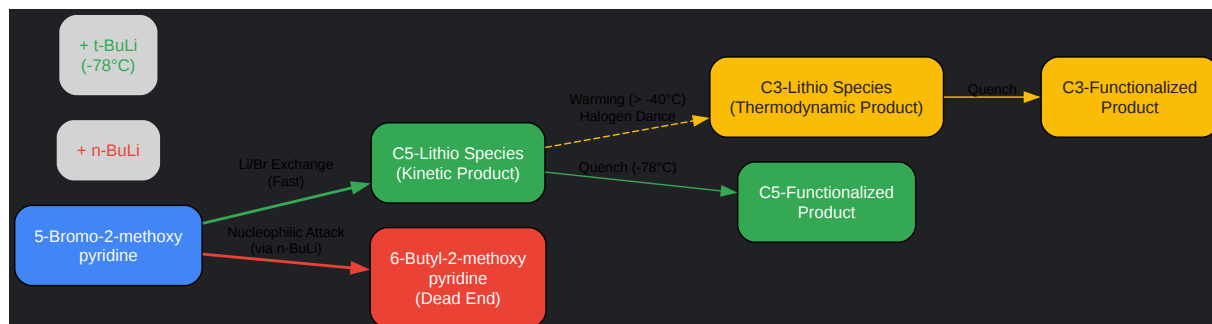 + t-BuLi
(-78°C)
+ n-BuLi
5-Bromo-2-methoxy
pyridine
Li/Br Exchange
(Fast)
Nucleophilic Attack
(via n-BuLi)
C5-Lithio Species
(Kinetic Product)
6-Butyl-2-methoxy
pyridine
(Dead End)
Warming (> -40°C)
Halogen Dance
Quench (-78°C)
C3-Lithio Species
(Thermodynamic Product)
C5-Functionalized
Product
Quench
C3-Functionalized
Product